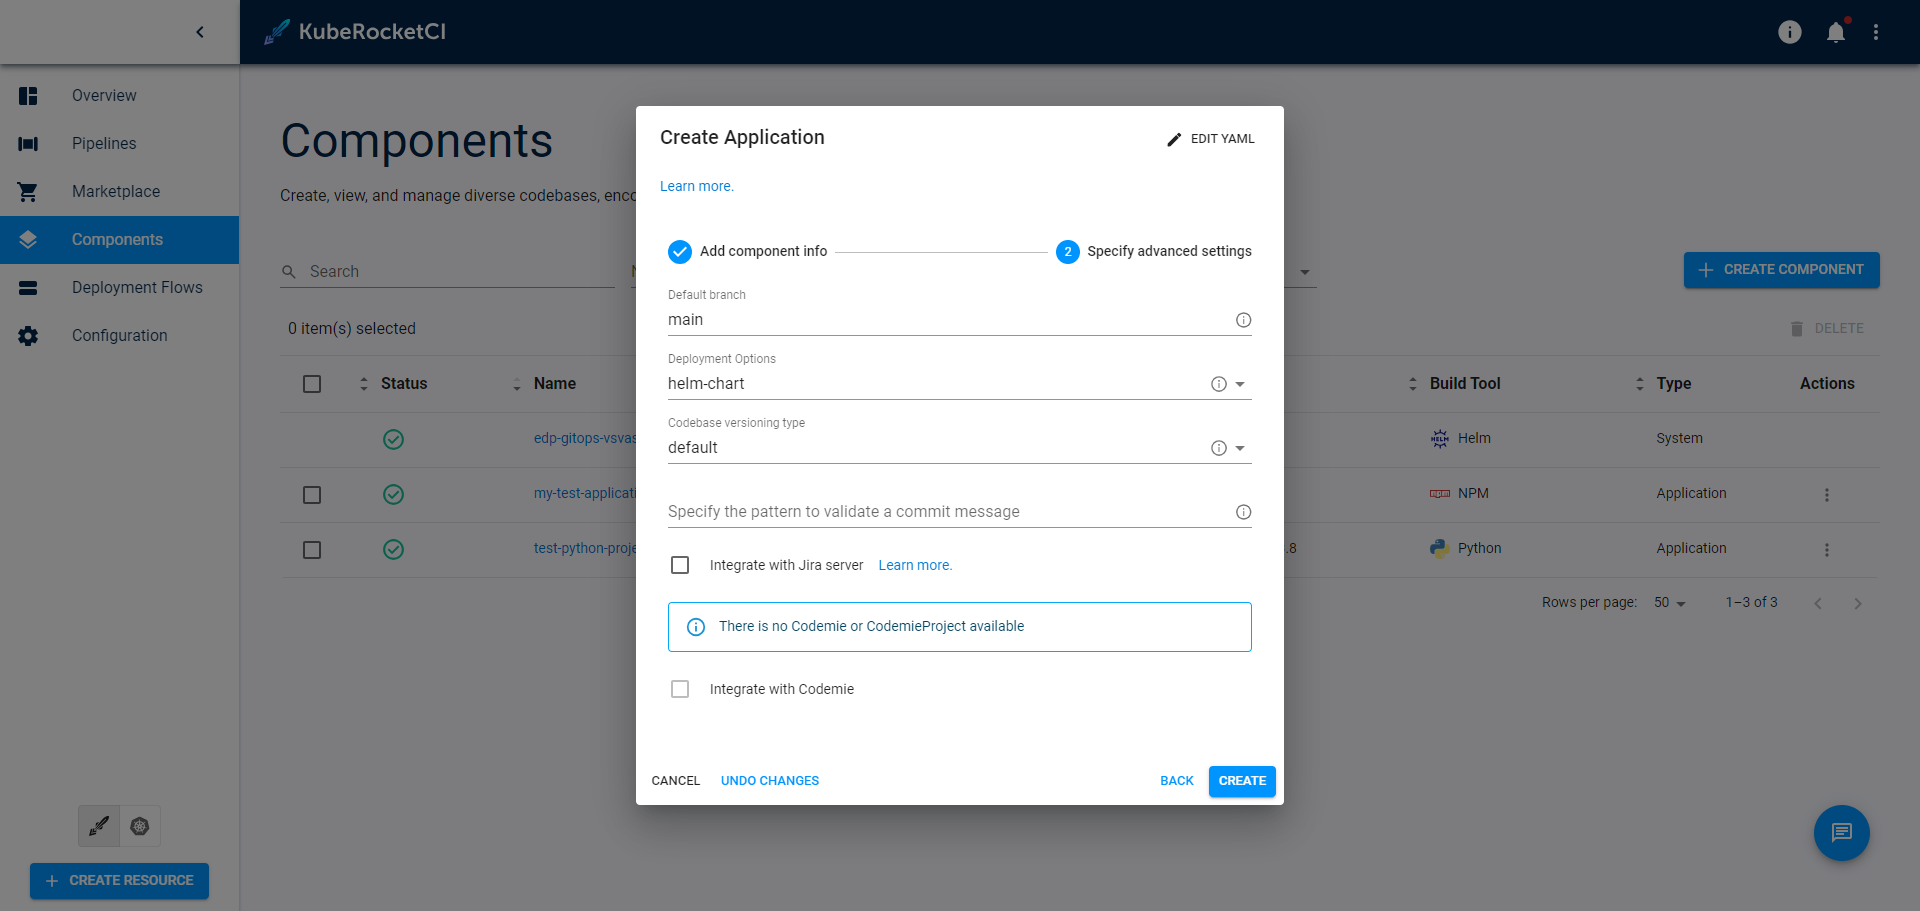 KubeRocketCI
Overview
Pipelines
Marketplace
Components
Deployment Flows
Configuration
CREATE RESOURCE
Components
Create, view, and manage diverse codebases, enc
Search
CREATE COMPONENT
0 item(s) selected
DELETE
Status Name Build Tool Type Actions
edp-gitops-vsvas Helm System
my-test-applicati NPM Application
test-python-proje .8 Python Application
Rows per page: 50 1–3 of 3
Create Application
EDIT YAML
Learn more.
Add component info
2 Specify advanced settings
Default branch
main
Deployment Options
helm-chart
Codebase versioning type
default
Specify the pattern to validate a commit message
Integrate with Jira server Learn more.
There is no Codemie or CodemieProject available
Integrate with Codemie
CANCEL UNDO CHANGES BACK CREATE